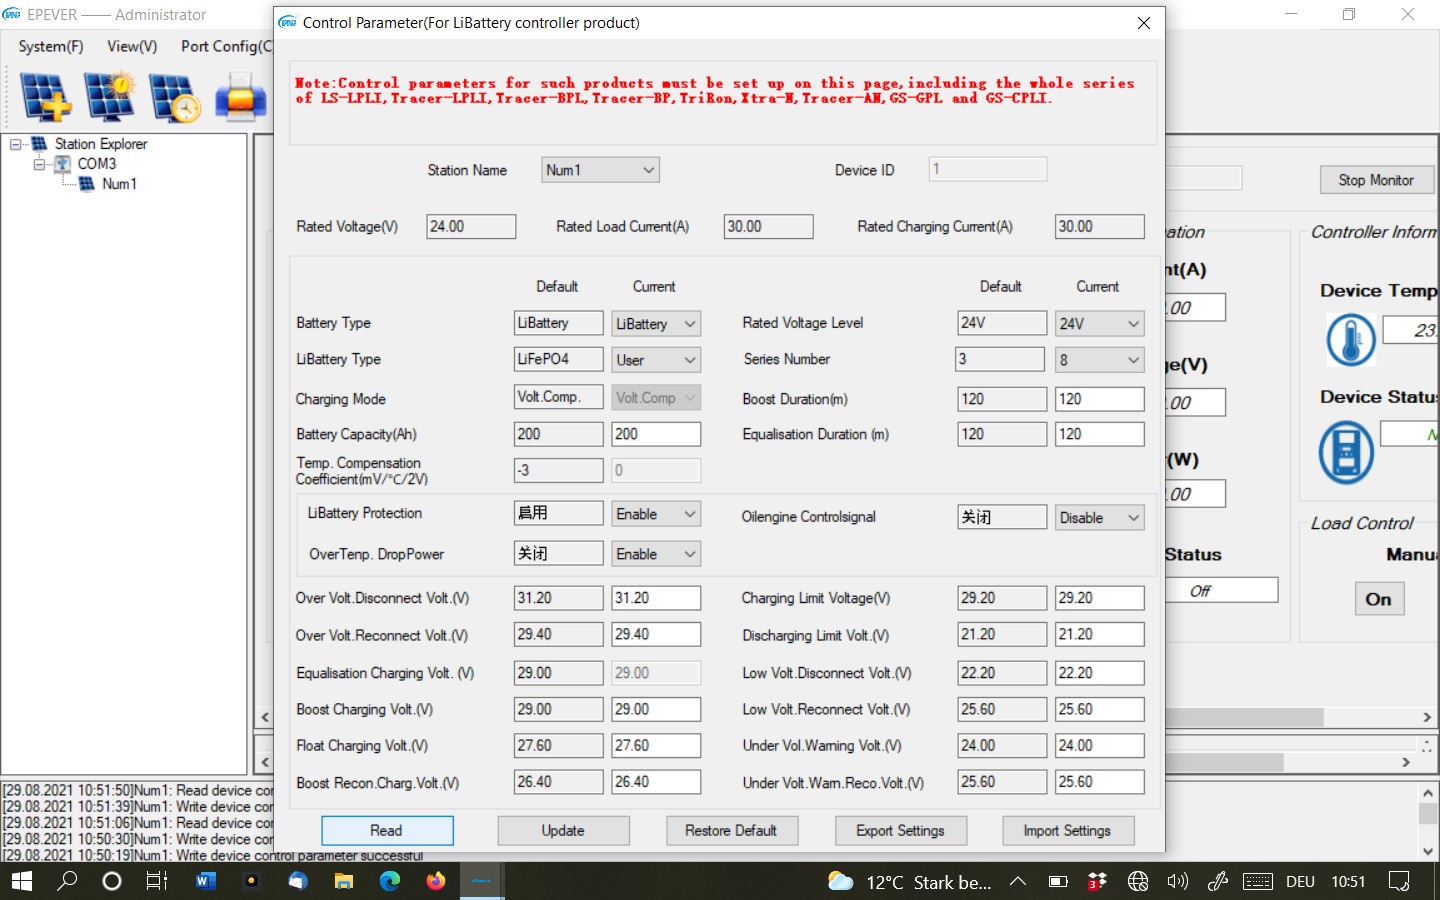 EPEVER —— Administrator
Control Parameter(For LiBattery controller product)
System(F) View(V) Port Config(C
Note:Control parameters for such products must be set up on this page,including the whole series
of LS-LPLI,Tracer-LPLI,Tracer-BPL,Tracer-BP,TriRon,Xtra-N,Tracer-AN,GS-GPL and GS-CPLI.
Station Explorer
COM3
Num1
Station Name Num1 Device ID 1
Stop Monitor
Rated Voltage(V) 24.00 Rated Load Current(A) 30.00 Rated Charging Current(A) 30.00
ation Controller Inform
nt(A)
.00
Device Temp
23.
ge(V)
.00
Device Status
N
(W)
.00
Load Control
Status Manua
Off
On
Default Current Default Current
Battery Type LiBattery LiBattery Rated Voltage Level 24V 24V
LiBattery Type LiFePO4 User Series Number 3 8
Charging Mode Volt.Comp. Volt.Comp Boost Duration(m) 120 120
Battery Capacity(Ah) 200 200 Equalisation Duration (m) 120 120
Temp. Compensation
Coefficient(mV/°C/2V) -3 0
LiBattery Protection 启用 Enable Oilengine Controlsignal 关闭 Disable
OverTenp. DropPower 关闭 Enable
Over Volt.Disconnect Volt.(V) 31.20 31.20 Charging Limit Voltage(V) 29.20 29.20
Over Volt.Reconnect Volt.(V) 29.40 29.40 Discharging Limit Volt.(V) 21.20 21.20
Equalisation Charging Volt. (V) 29.00 29.00 Low Volt.Disconnect Volt.(V) 22.20 22.20
Boost Charging Volt.(V) 29.00 29.00 Low Volt.Reconnect Volt.(V) 25.60 25.60
Float Charging Volt.(V) 27.60 27.60 Under Vol.Warning Volt.(V) 24.00 24.00
Boost Recon.Charg.Volt.(V) 26.40 26.40 Under Volt.Warn.Reco.Volt.(V) 25.60 25.60
Read Update Restore Default Export Settings Import Settings
[29.08.2021 10:51:50]Num1: Read device cor
[29.08.2021 10:51:39]Num1: Write device cor
[29.08.2021 10:51:06]Num1: Read device cor
[29.08.2021 10:50:30]Num1: Write device cor
[29.08.2021 10:50:19]Num1: Write device control parameter successful
12°C Stark be... 3 DEU 10:51